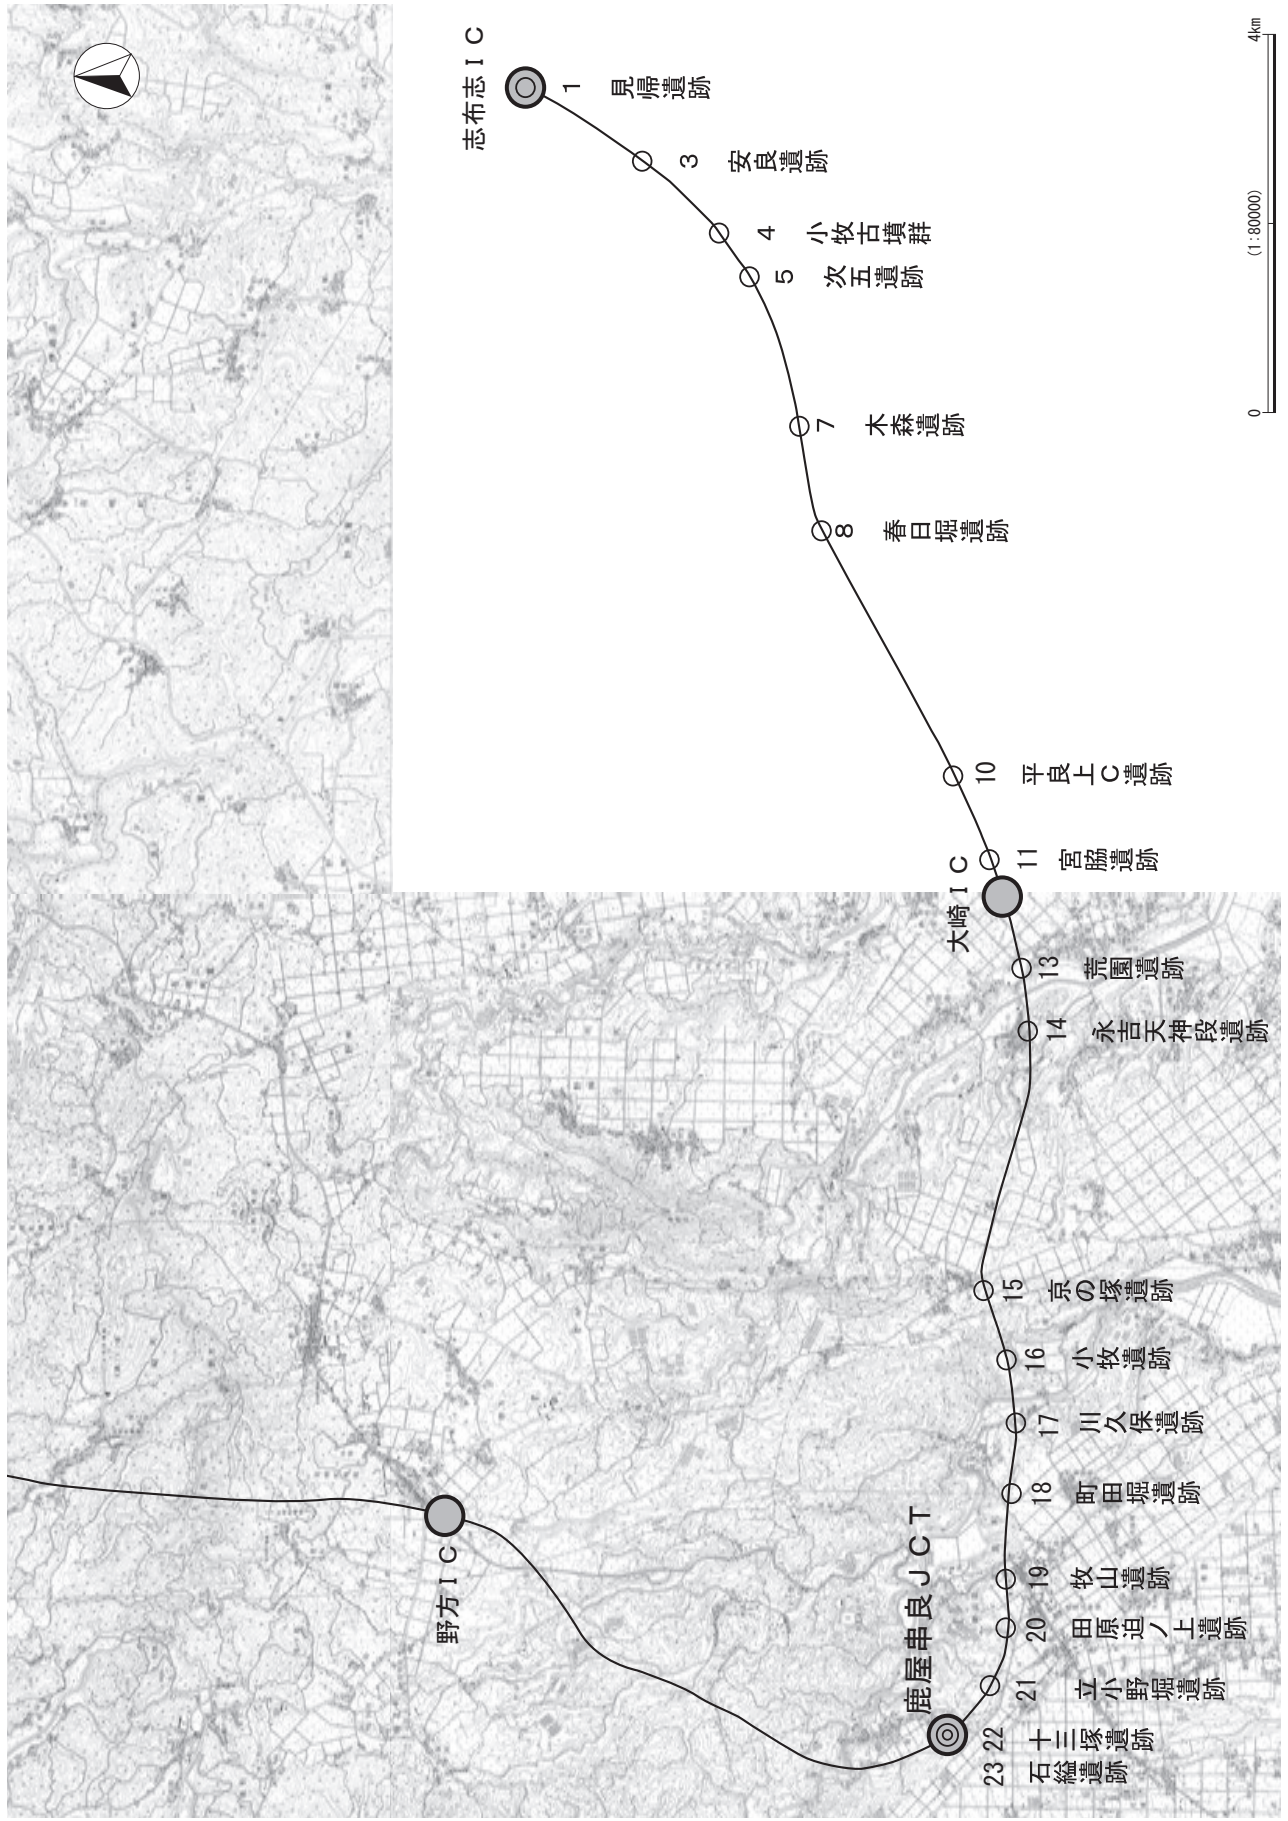 志布志ＩＣ
1 見帰遺跡
3 安良遺跡
4 小牧古墳群
5 次五遺跡
7 木森遺跡
8 春日堀遺跡
10 平良上Ｃ遺跡
11 宮脇遺跡
大崎ＩＣ
13 荒園遺跡
14 永吉天神段遺跡
15 京の塚遺跡
16 小牧遺跡
17 川久保遺跡
18 町田堀遺跡
19 牧山遺跡
20 田原迫ノ上遺跡
21 立小野堀遺跡
22 十三塚遺跡
23 石縊遺跡
鹿屋串良ＪＣＴ
野方ＩＣ
0 (1:80000) 4km